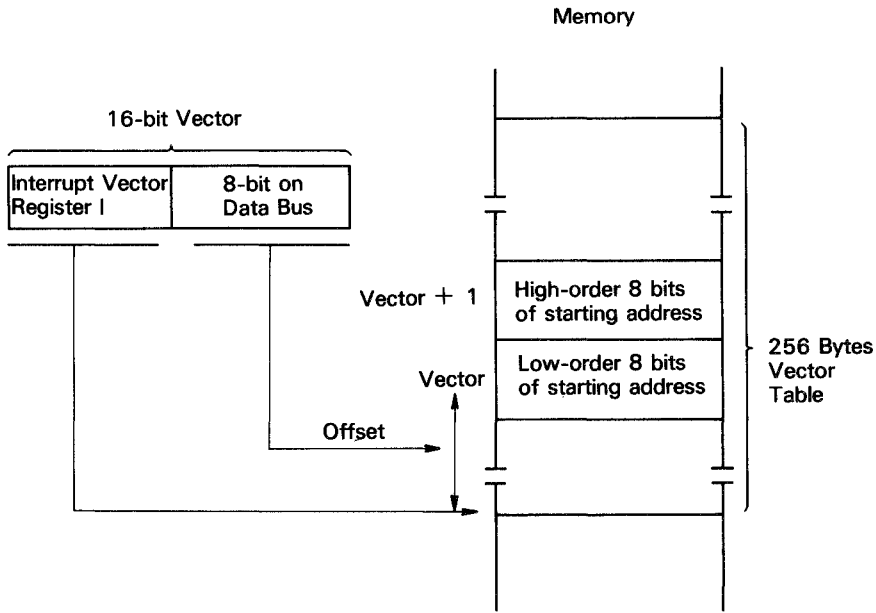 Memory
16-bit Vector
Interrupt Vector
Register I
8-bit on
Data Bus
Vector + 1
High-order 8 bits
of starting address
Vector
Low-order 8 bits
of starting address
256 Bytes
Vector
Table
Offset